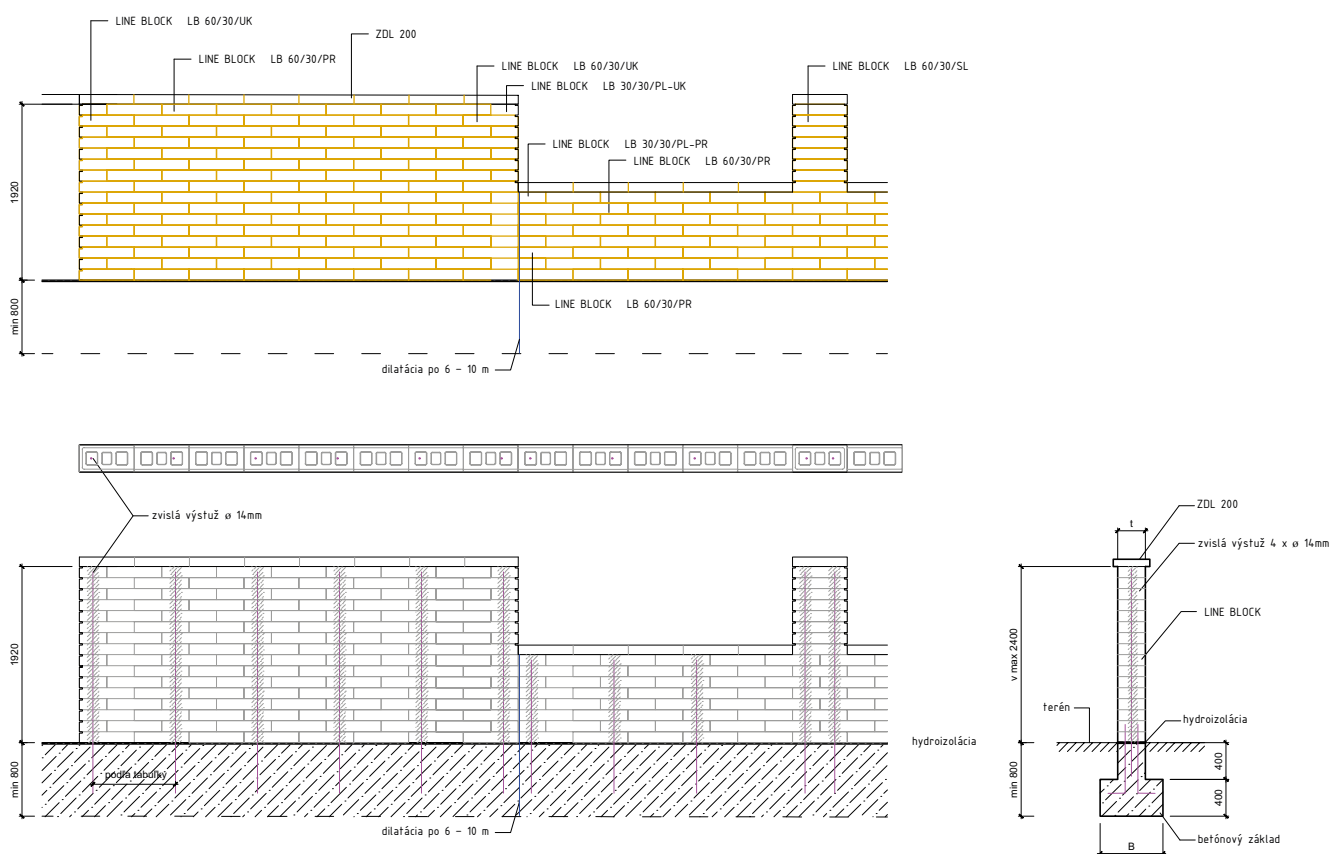 LINE BLOCK LB 60/30/UK
ZDL 200
LINE BLOCK LB 60/30/PR
LINE BLOCK LB 60/30/UK
LINE BLOCK LB 60/30/SL
LINE BLOCK LB 30/30/PL-UK
LINE BLOCK LB 30/30/PL-PR
LINE BLOCK LB 60/30/PR
1920
LINE BLOCK LB 60/30/PR
min 800
dilatácia po 6 - 10 m
zvislá výstuž ø 14mm
1920
hydroizolácia
min 800
podľa tabuľky
dilatácia po 6 - 10 m
ZDL 200
t
zvislá výstuž 4 x ø 14mm
LINE BLOCK
v max 2400
terén
hydroizolácia
min 800
400
400
betónový základ
B